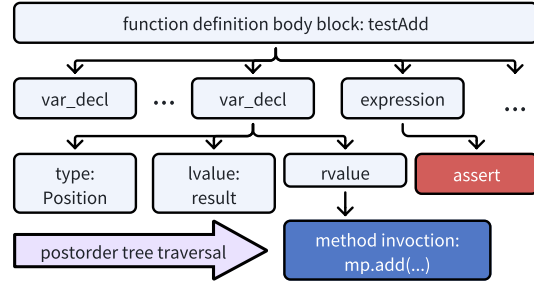 function definition body block: testAdd
var_decl
...
var_decl
expression
...
type:
Position
lvalue:
result
rvalue
assert
postorder tree traversal
method invoction:
mp.add(...)